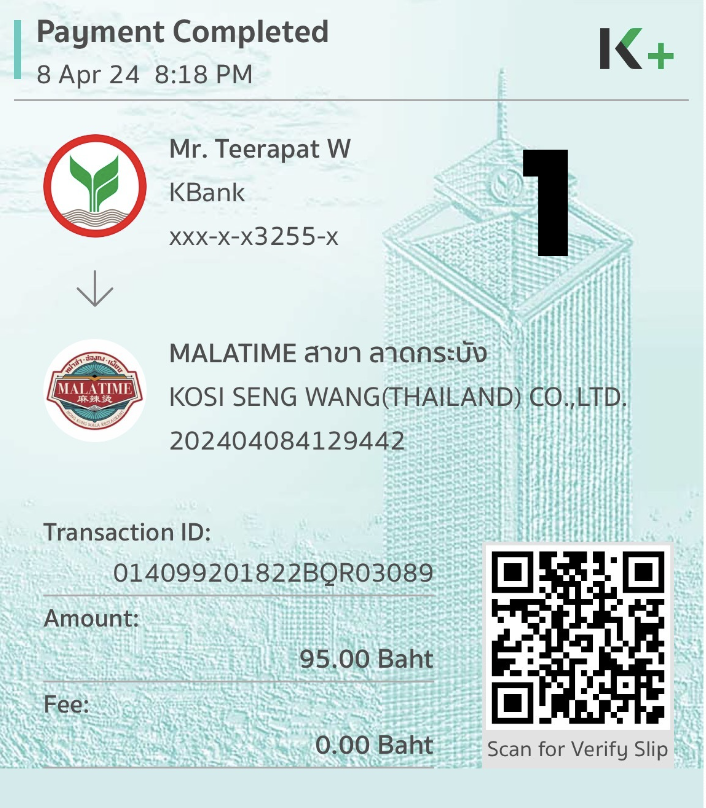 Payment Completed
8 Apr 24 8:18 PM
K+
Mr. Teerapat W
KBank
xxx-x-x3255-x
1
MALATIME สาขา ลาดกระบัง
MALATIME
麻辣烫
KOSI SENG WANG(THAILAND) CO.,LTD.
202404084129442
Transaction ID:
014099201822BQR03089
Amount:
95.00 Baht
Fee:
0.00 Baht
Scan for Verify Slip